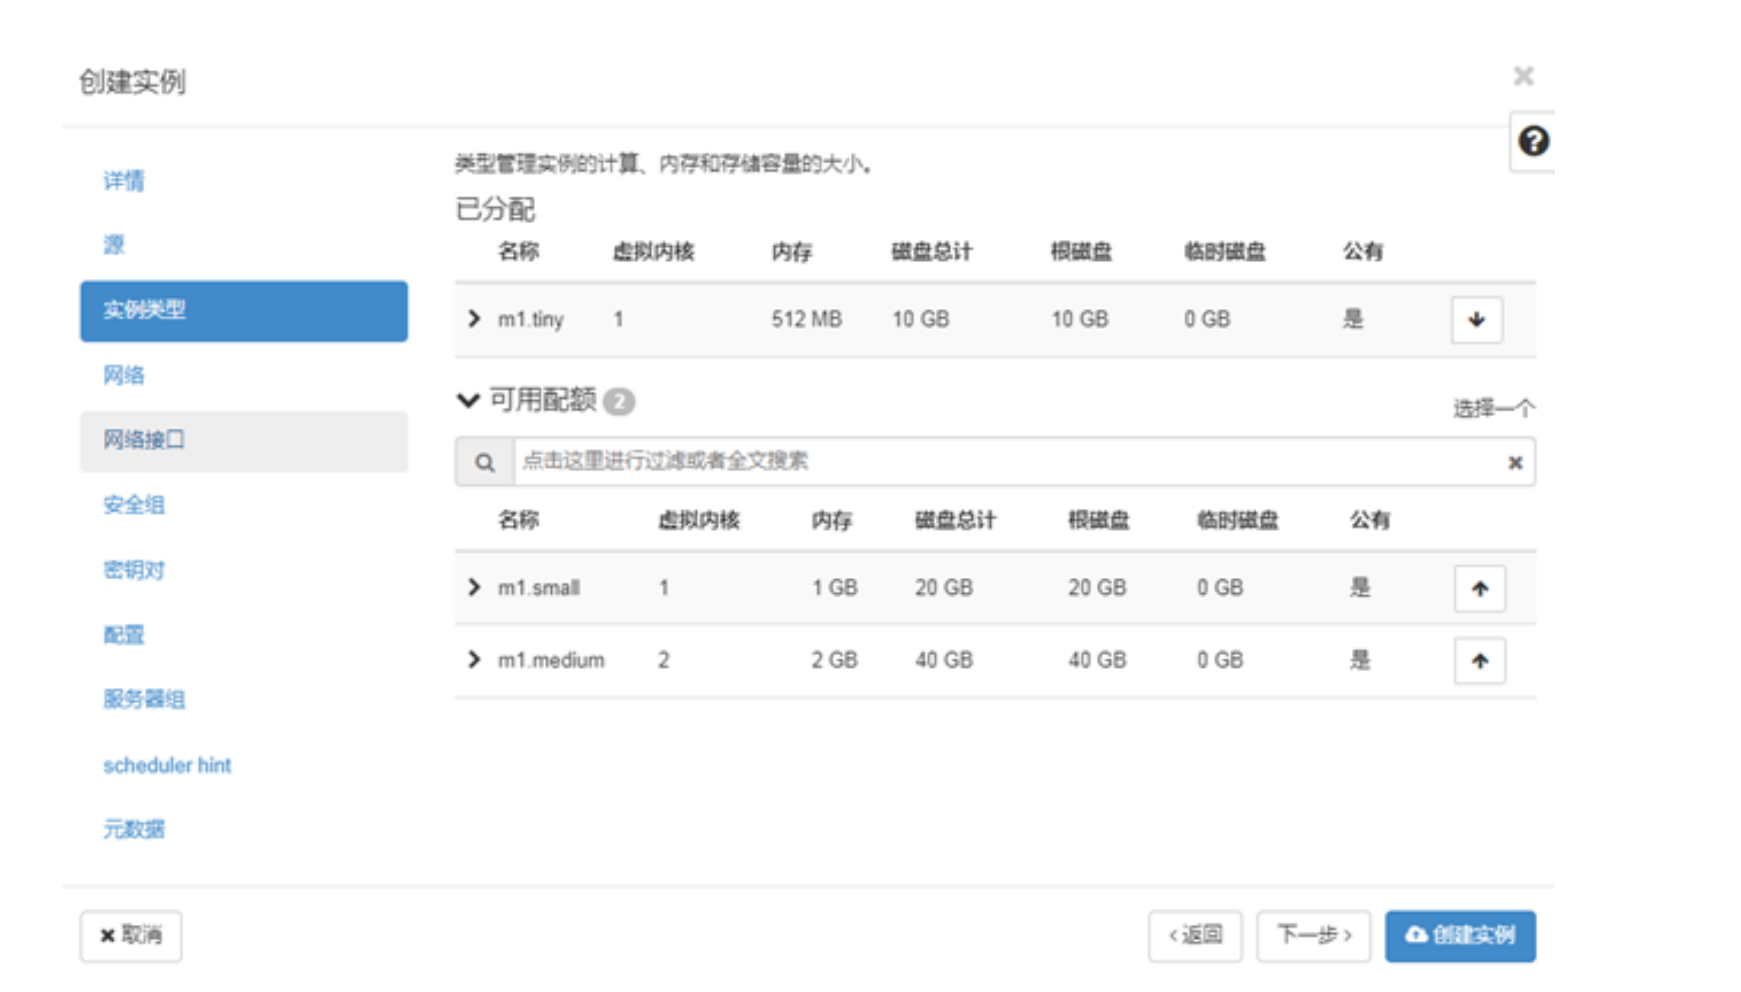 创建实例
详情
源
实例类型
网络
网络接口
安全组
密钥对
配置
服务器组
scheduler hint
元数据
类型管理实例的计算、内存和存储容量的大小。
已分配
名称 虚拟内核 内存 磁盘总计 根磁盘 临时磁盘 公有
m1.tiny 1 512 MB 10 GB 10 GB 0 GB 是
可用配额 2
选择一个
点击这里进行过滤或者全文搜索
名称 虚拟内核 内存 磁盘总计 根磁盘 临时磁盘 公有
m1.small 1 1 GB 20 GB 20 GB 0 GB 是
m1.medium 2 2 GB 40 GB 40 GB 0 GB 是
取消 <返回 下一步> 创建实例